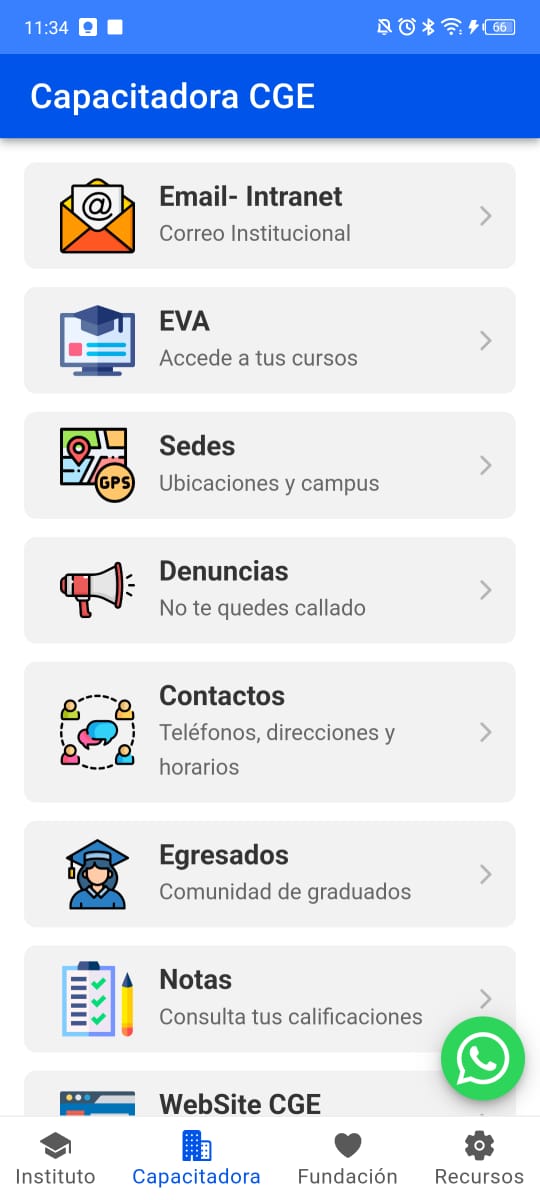 11:34
66
Capacitadora CGE
@
Email- Intranet
Correo Institucional
EVA
Accede a tus cursos
GPS
Sedes
Ubicaciones y campus
Denuncias
No te quedes callado
Contactos
Teléfonos, direcciones y
horarios
Egresados
Comunidad de graduados
Notas
Consulta tus calificaciones
WebSite CGE
Instituto
Capacitadora
Fundación
Recursos